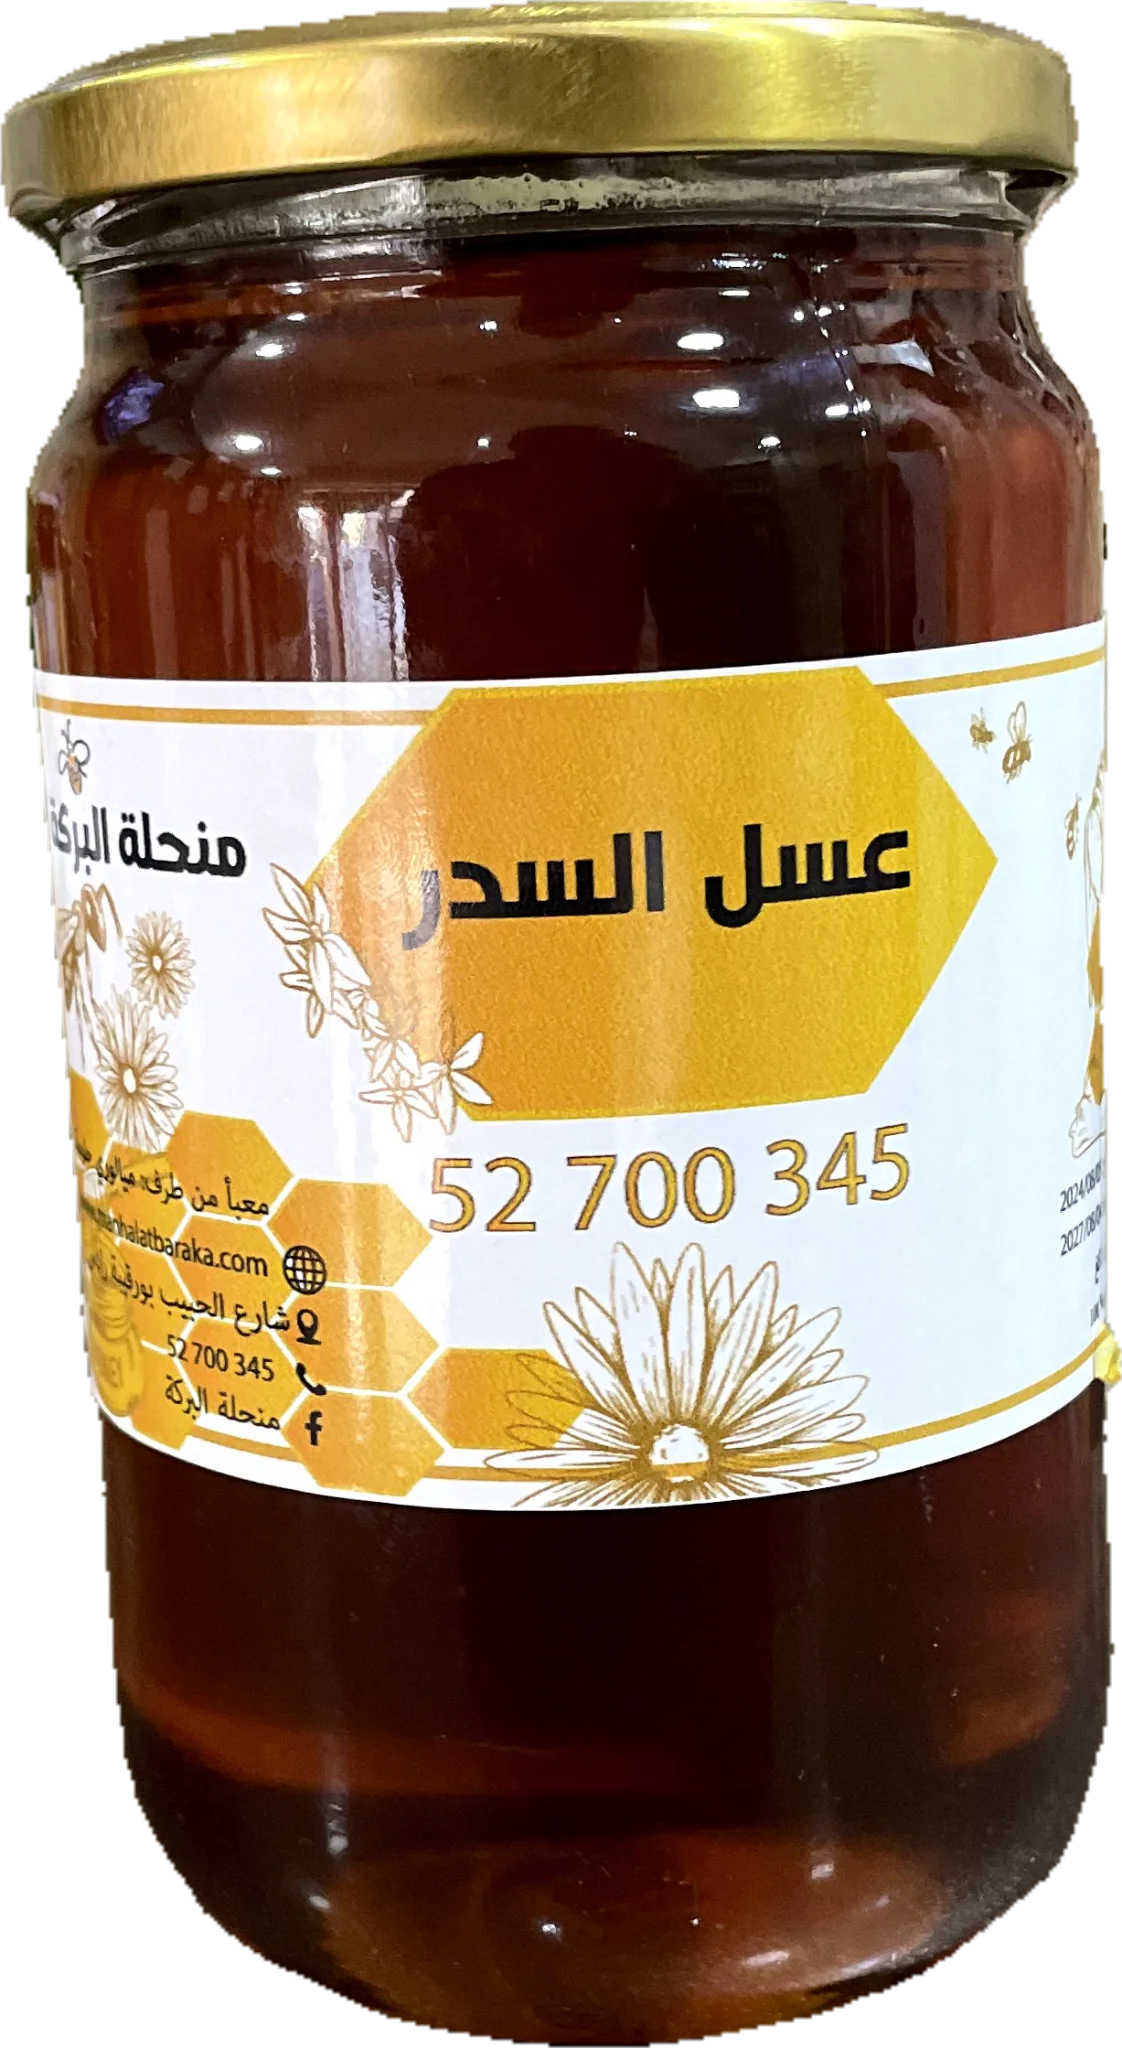 عسل السدر
52 700 345
منحلة البركة
معبأ من طرف
manhalatbaraka.com
شارع الحبيب بورقيبة
52 700 345
منحلة البركة